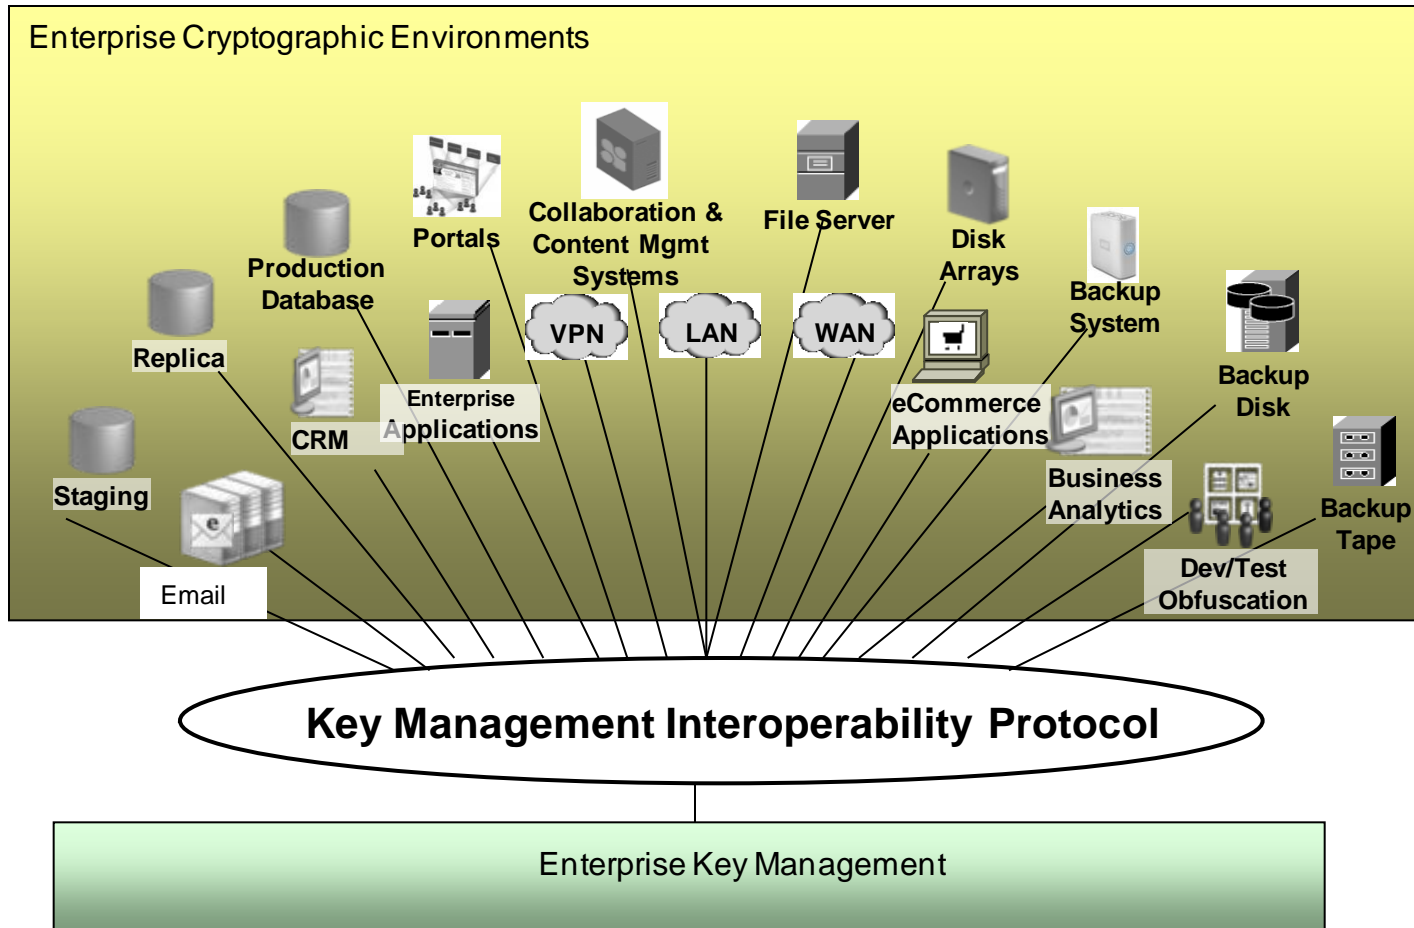 Enterprise Cryptographic Environments
Portals
Collaboration &
Content Mgmt
Systems
File Server
Disk
Arrays
Production
Database
Backup
System
Replica
VPN
LAN
WAN
Backup
Disk
CRM
Enterprise
Applications
eCommerce
Applications
Staging
Business
Analytics
Backup
Tape
e
Email
Dev/Test
Obfuscation
Key Management Interoperability Protocol
Enterprise Key Management